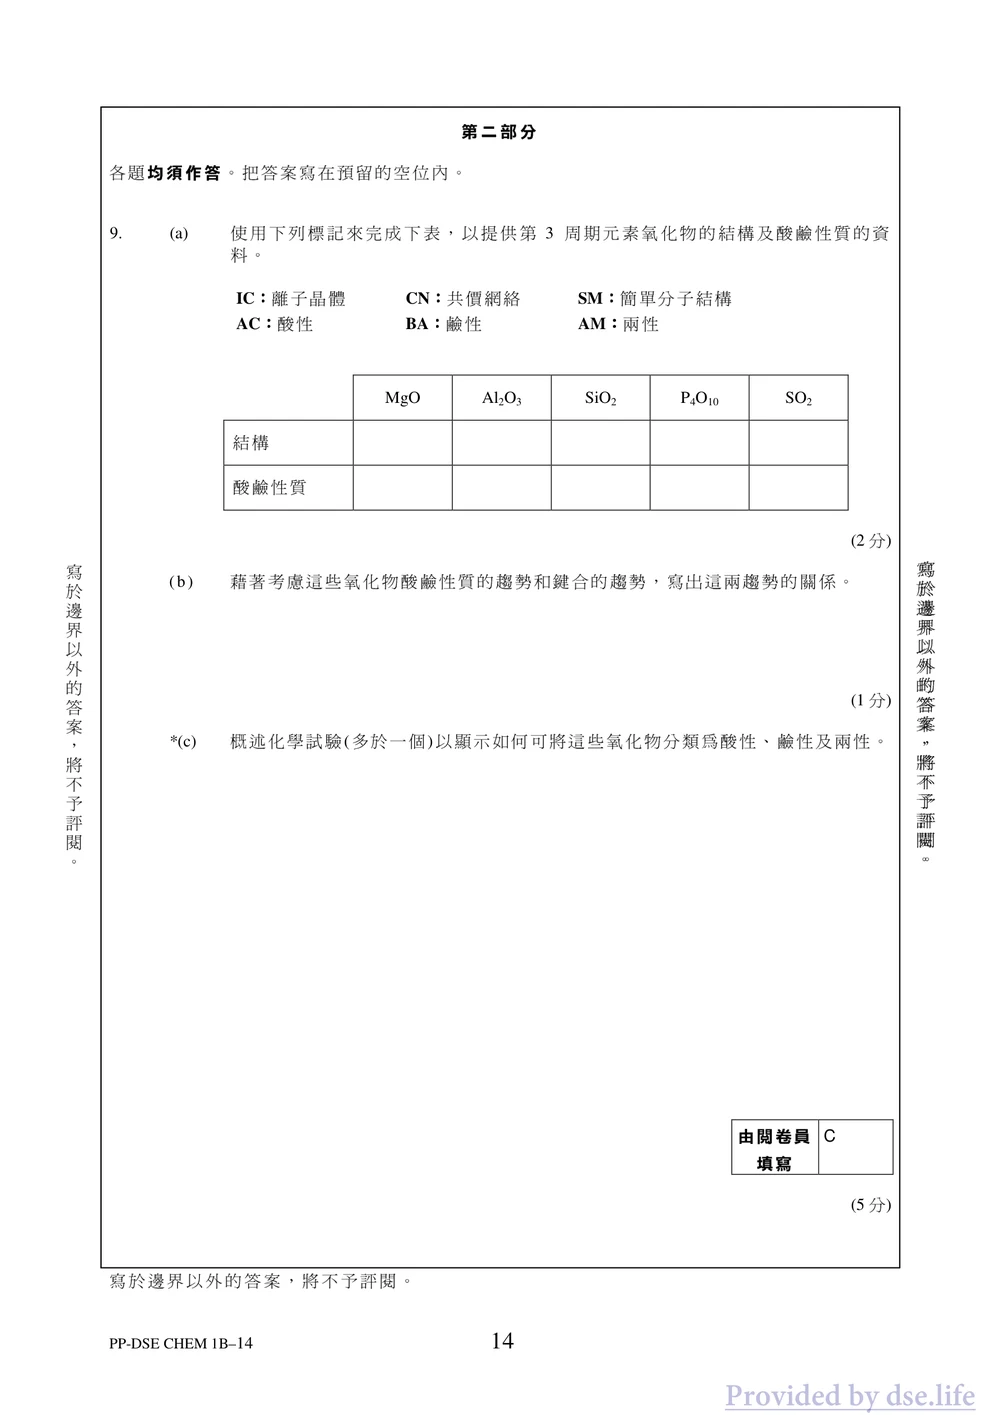 第二部分
各題均須作答。把答案寫在預留的空位內。
9. (a) 使用下列標記來完成下表，以提供第 3 周期元素氧化物的結構及酸鹼性質的資
料。
IC：離子晶體 CN：共價網絡 SM：簡單分子結構
AC：酸性 BA：鹼性 AM：兩性
MgO Al₂O₃ SiO₂ P₄O₁₀ SO₂
結構
酸鹼性質
(2 分)
(b) 藉著考慮這些氧化物酸鹼性質的趨勢和鍵合的趨勢，寫出這兩趨勢的關係。
(1 分)
*(c) 概述化學試驗(多於一個)以顯示如何可將這些氧化物分類爲酸性、鹼性及兩性。
由閱卷員 C
填寫
(5 分)
寫於邊界以外的答案，將不予評閱。
寫於邊界以外的答案，將不予評閱。
寫於邊界以外的答案，將不予評閱。
PP-DSE CHEM 1B–14
14
Provided by dse.life